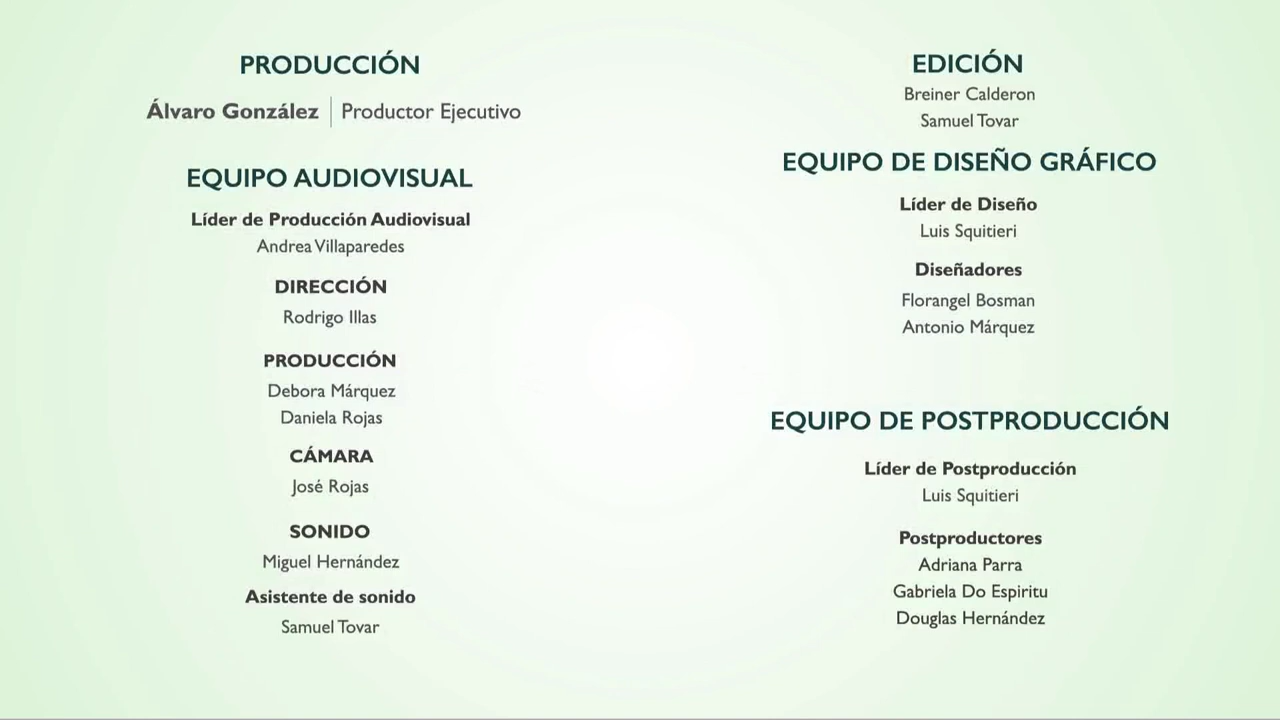 PRODUCCIÓN
Álvaro González | Productor Ejecutivo
EQUIPO AUDIOVISUAL
Líder de Producción Audiovisual
Andrea Villaparedes
DIRECCIÓN
Rodrigo Illas
PRODUCCIÓN
Debora Márquez
Daniela Rojas
CÁMARA
José Rojas
SONIDO
Miguel Hernández
Asistente de sonido
Samuel Tovar
EDICIÓN
Breiner Calderon
Samuel Tovar
EQUIPO DE DISEÑO GRÁFICO
Líder de Diseño
Luis Squitieri
Diseñadores
Florangel Bosman
Antonio Márquez
EQUIPO DE POSTPRODUCCIÓN
Líder de Postproducción
Luis Squitieri
Postproductores
Adriana Parra
Gabriela Do Espiritu
Douglas Hernández